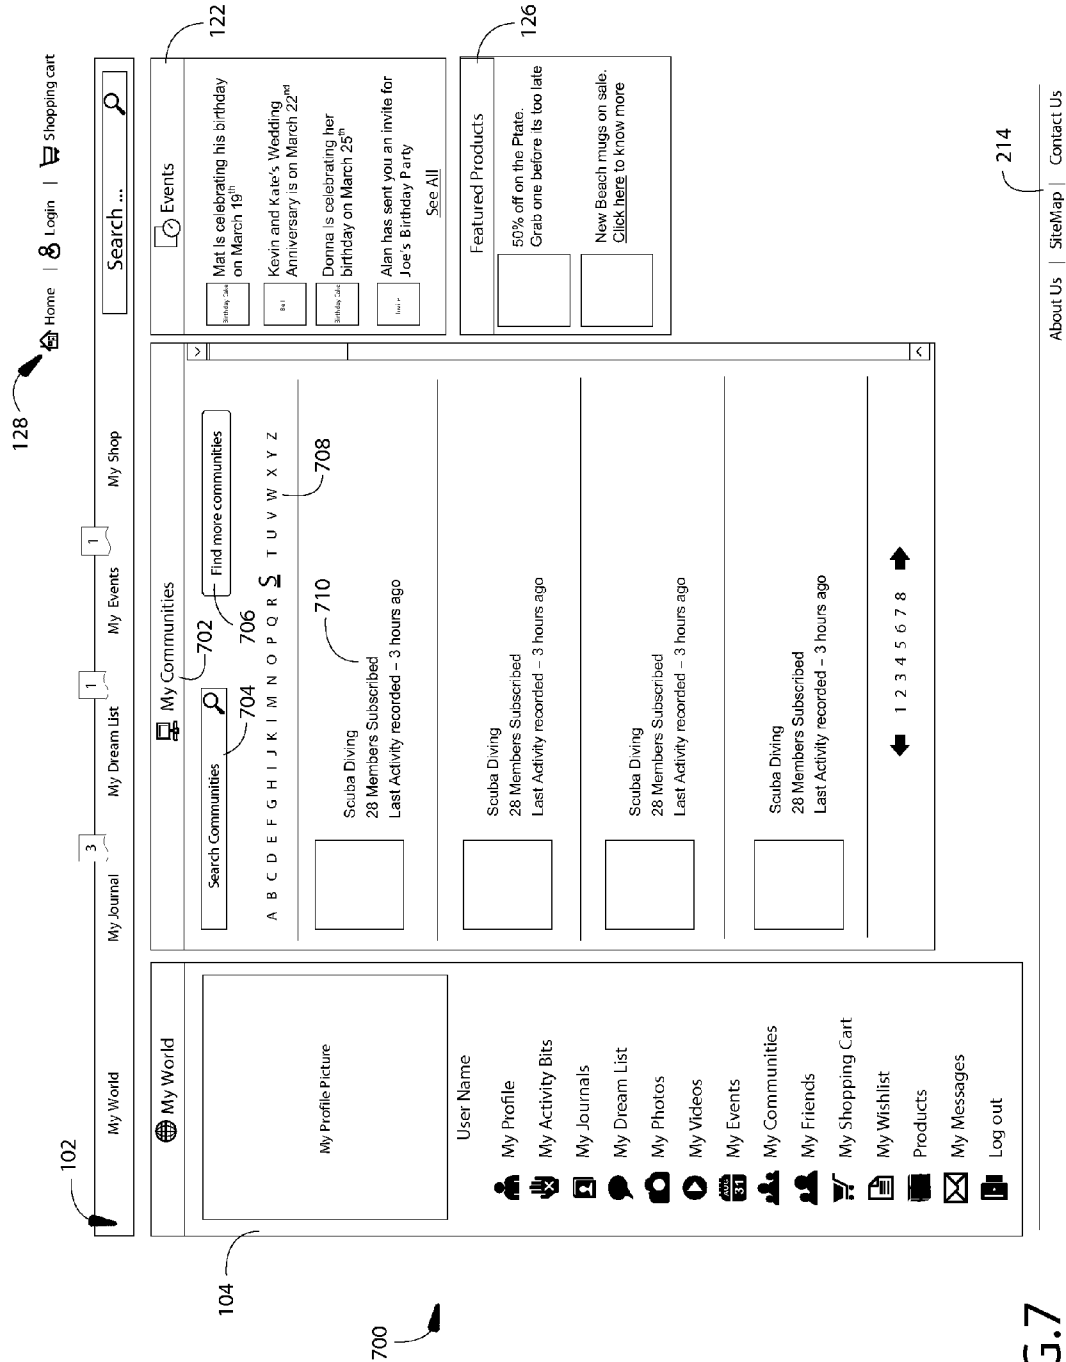 128
Home | Login | Shopping cart
102
3
1
1
My World
My Journal
My Dream List
My Events
My Shop
Search ...
104
My World
My Profile Picture
User Name
My Profile
My Activity Bits
My Journals
My Dream List
My Photos
My Videos
My Events
AUG
31
My Communities
My Friends
My Shopping Cart
My Wishlist
Products
My Messages
Log out
My Communities
702
Search Communities
704
Find more communities
706
A B C D E F G H I J K I M N O P Q R S T U V W X Y Z
708
710
Scuba Diving
28 Members Subscribed
Last Activity recorded – 3 hours ago
Scuba Diving
28 Members Subscribed
Last Activity recorded – 3 hours ago
Scuba Diving
28 Members Subscribed
Last Activity recorded – 3 hours ago
Scuba Diving
28 Members Subscribed
Last Activity recorded – 3 hours ago
1 2 3 4 5 6 7 8
122
Events
Birthday Cake
Mat Is celebrating his birthday
on March 19th
Bell
Kevin and Kate's Wedding
Anniversary is on March 22nd
Birthday Cake
Donna Is celebrating her
birthday on March 25th
Alan has sent you an invite for
Joe's Birthday Party
See All
126
Featured Products
50% off on the Plate.
Grab one before its too late
New Beach mugs on sale.
Click here to know more
214
About Us | SiteMap | Contact Us
700
G.7